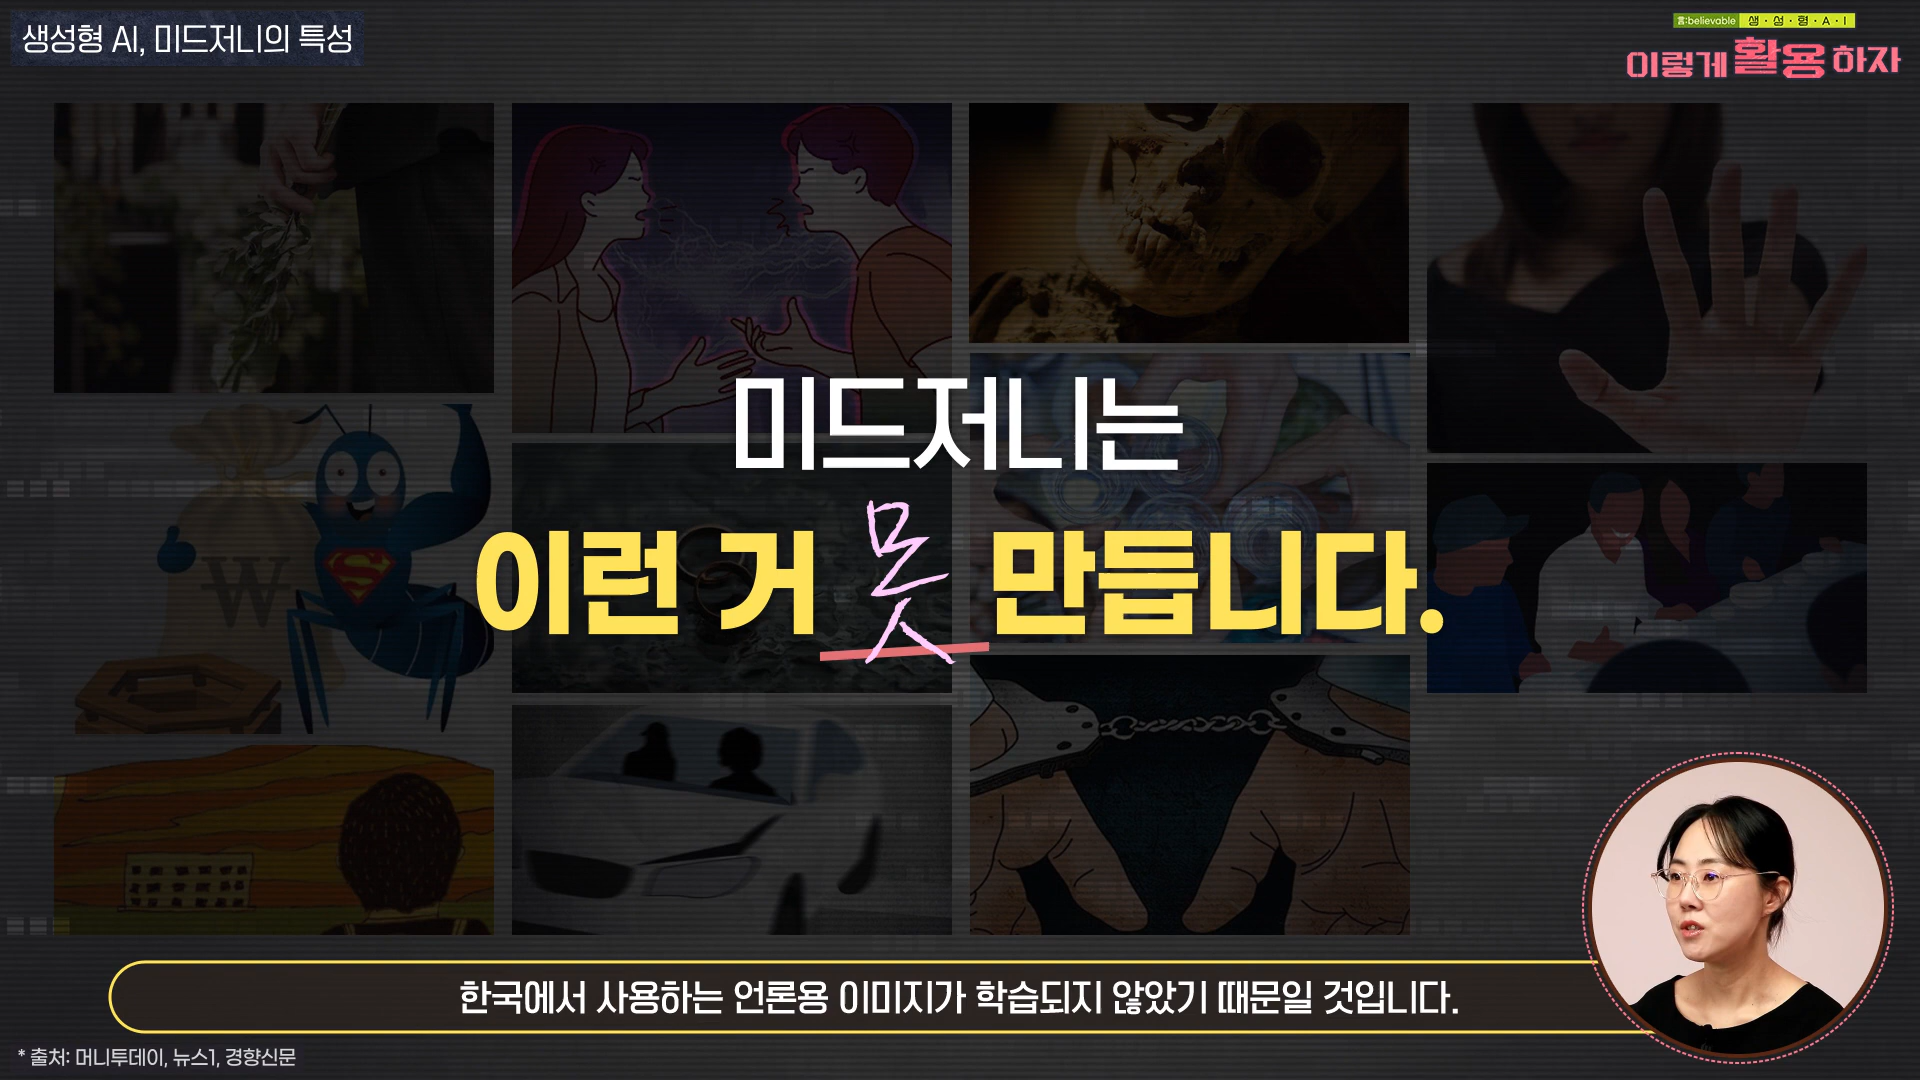 생성형 AI, 미드저니의 특성
言:believable 생·성·형·A·I
이렇게 활용하자
W
S
미드저니는
이런 거 못 만듭니다.
한국에서 사용하는 언론용 이미지가 학습되지 않았기 때문일 것입니다.
* 출처: 머니투데이, 뉴스1, 경향신문